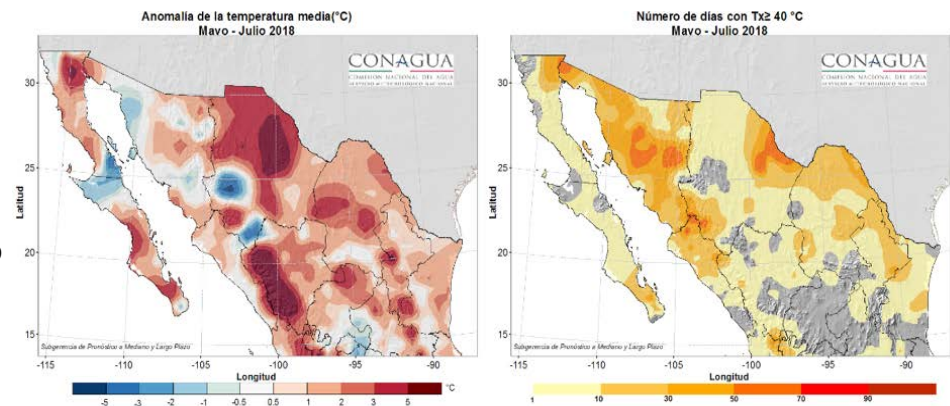 Anomalía de la temperatura media(°C)
Mayo - Julio 2018
CONAGUA
COMISIÓN NACIONAL DEL AGUA
30
25
20
15
Latitud
-115
-110
-105
-100
-95
-90
-85
Longitud
Subgerencia de Pronóstico a Mediano y Largo Plazo
-5
-3
-2
-1
-0.5
0.5
1
2
3
5
°C
Número de días con Tx≥ 40 °C
Mayo - Julio 2018
CONAGUA
COMISIÓN NACIONAL DEL AGUA
30
25
20
15
Latitud
-115
-110
-105
-100
-95
-90
-85
Longitud
Subgerencia de Pronóstico a Mediano y Largo Plazo
1
10
30
50
70
90